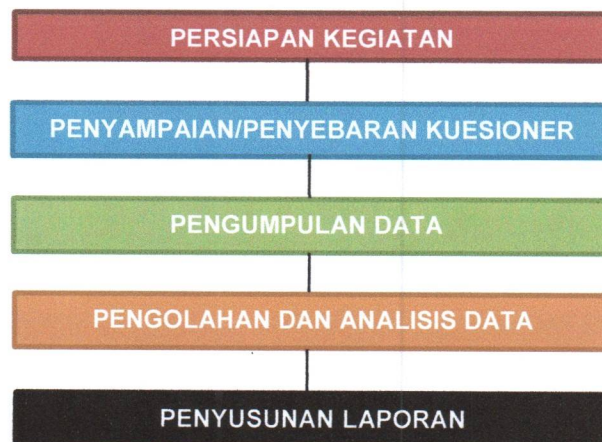 PERSIAPAN KEGIATAN
PENYAMPAIAN/PENYEBARAN KUESIONER
PENGUMPULAN DATA
PENGOLAHAN DAN ANALISIS DATA
PENYUSUNAN LAPORAN